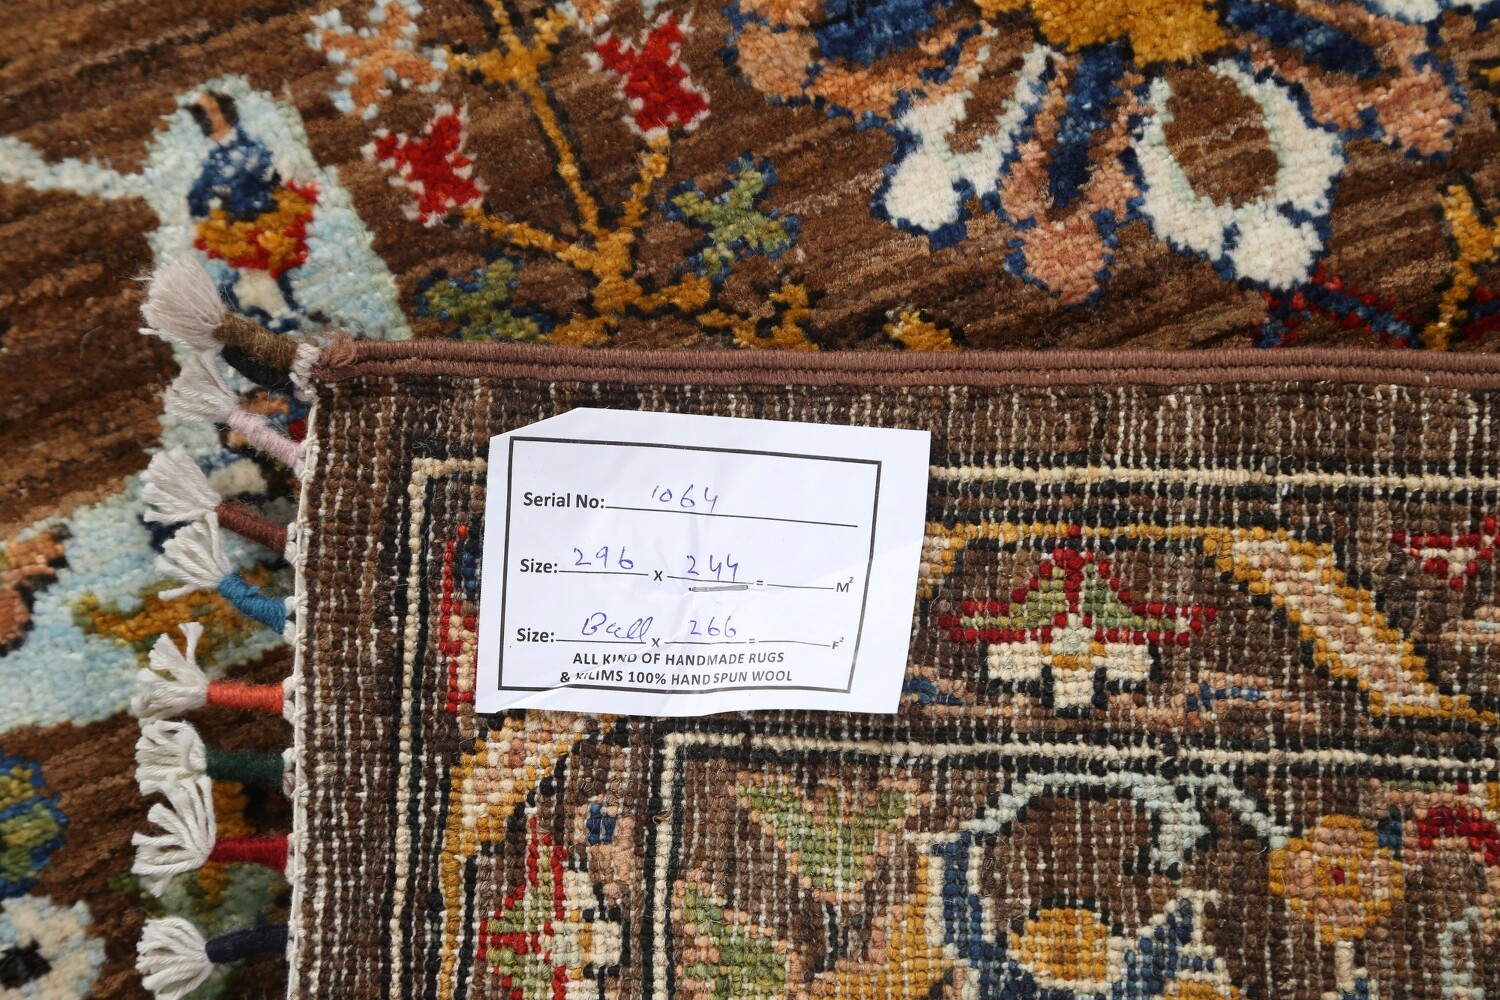 Serial No: 1064
Size: 296 x 244 = M²
Size: Ball x 266 = F²
ALL KIND OF HANDMADE RUGS
& KILIMS 100% HAND SPUN WOOL